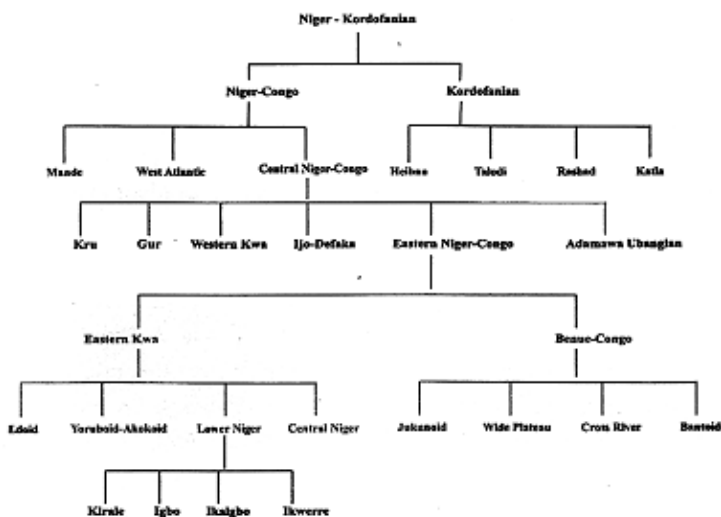 Niger - Kordofanian
Niger-Congo Kordofanian
Mande West Atlantic Central Niger-Congo Heiban Talodi Rashad Katla
Kru Gur Western Kwa Ijo-Defaka Eastern Niger-Congo Adamawa Ubangian
Eastern Kwa Benue-Congo
Edoid Yoruboid-Akokoid Lower Niger Central Niger Jukunoid Wide Plateau Cross River Bantoid
Igbo Ikwerre